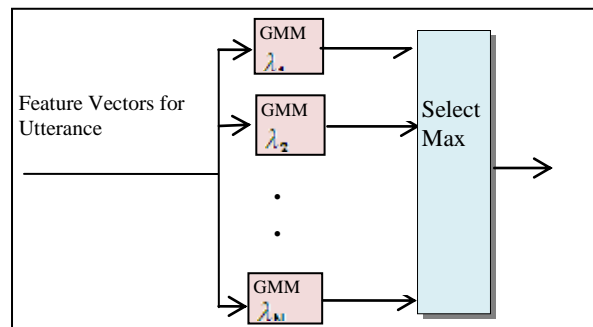 GMM
λ₁
Feature Vectors for
Utterance
GMM
λ₂
Select
Max
GMM
λ_N